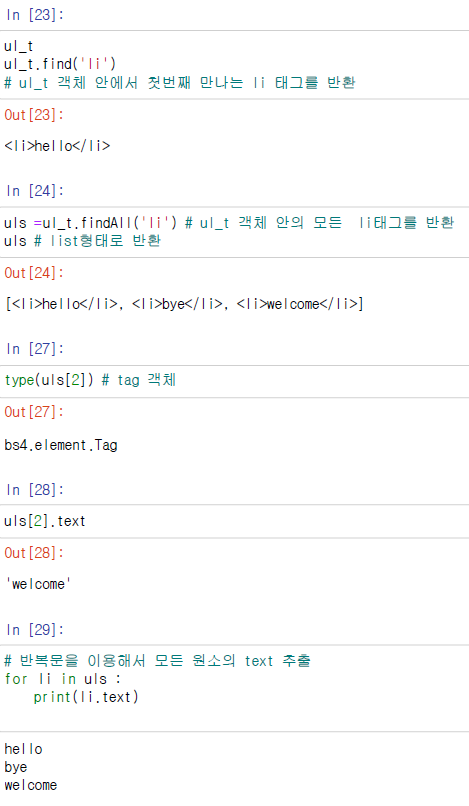 In [23]:
ul_t
ul_t.find('li')
# ul_t 객체 안에서 첫번째 만나는 li 태그를 반환
Out[23]:
<li>hello</li>
In [24]:
uls =ul_t.findAll('li') # ul_t 객체 안의 모든  li태그를 반환
uls # list형태로 반환
Out[24]:
[<li>hello</li>, <li>bye</li>, <li>welcome</li>]
In [27]:
type(uls[2]) # tag 객체
Out[27]:
bs4.element.Tag
In [28]:
uls[2].text
Out[28]:
'welcome'
In [29]:
# 반복문을 이용해서 모든 원소의 text 추출
for li in uls :
    print(li.text)
hello
bye
welcome